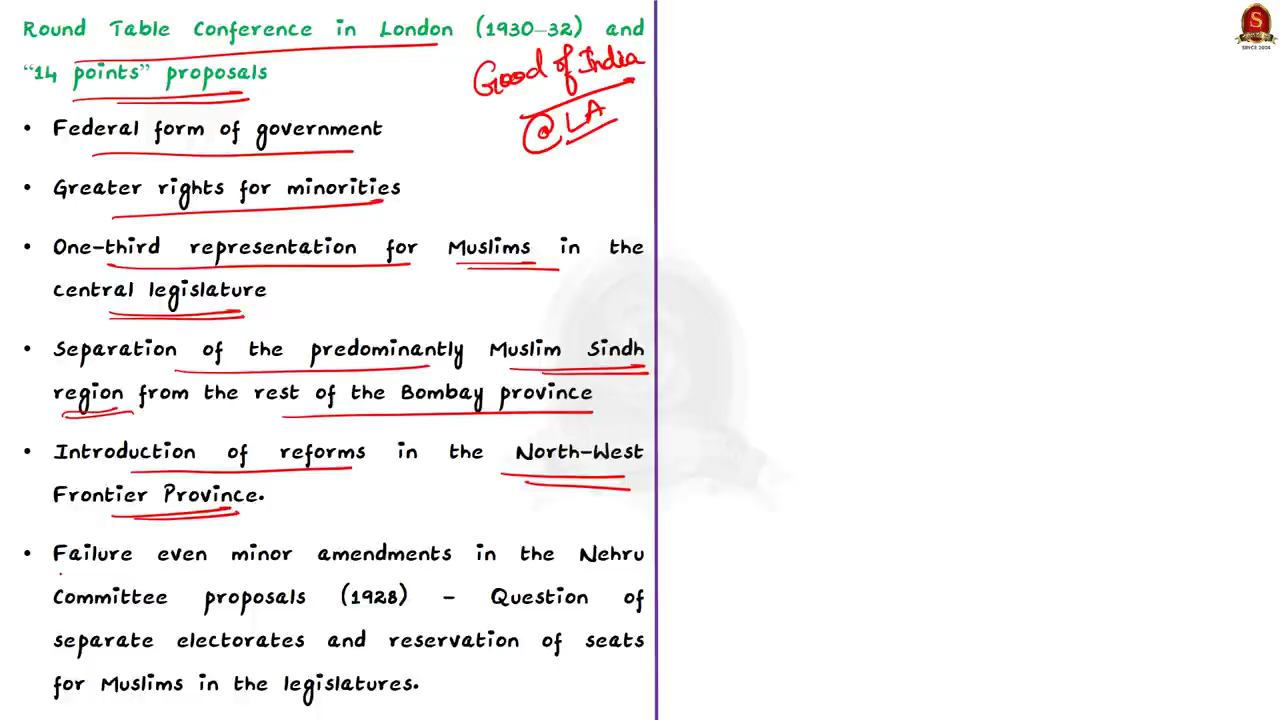 Round Table Conference in London (1930-32) and
"14 points" proposals
Good of India
@ LA
• Federal form of government
• Greater rights for minorities
• One-third representation for Muslims in the
central legislature
• Separation of the predominantly Muslim Sindh
region from the rest of the Bombay province
• Introduction of reforms in the North-West
Frontier Province.
• Failure even minor amendments in the Nehru
Committee proposals (1928) - Question of
separate electorates and reservation of seats
for Muslims in the legislatures.
S
SINCE 2004